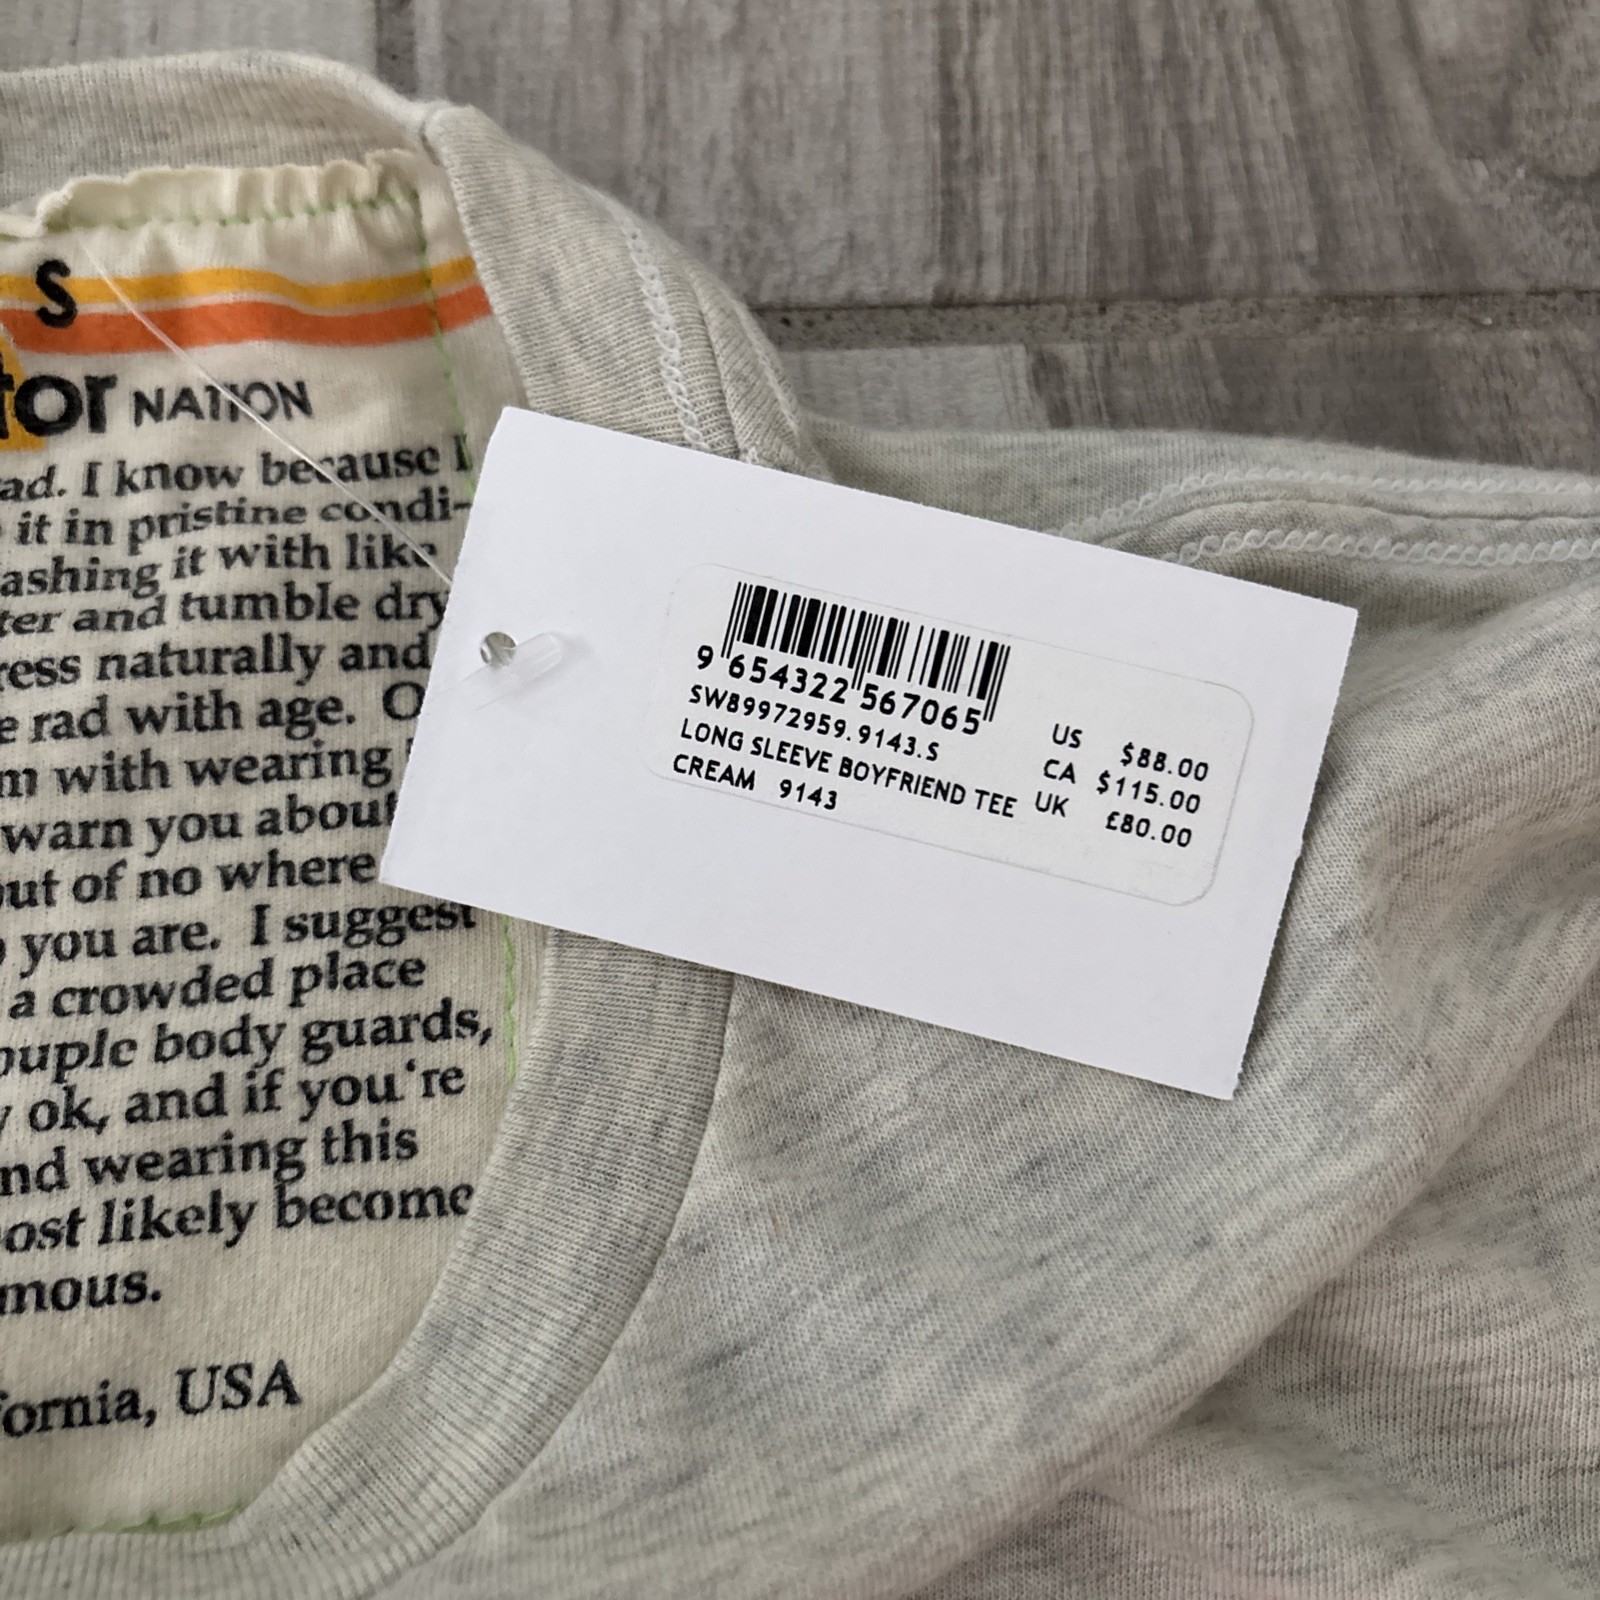 S
tor NATION
ad. I know because I
it in pristine condi-
ashing it with like
ter and tumble dry
ress naturally and
e rad with age. O
m with wearing
warn you about
out of no where
you are. I suggest
a crowded place
ouple body guards,
y ok, and if you're
nd wearing this
ost likely become
mous.
fornia, USA
9 654322 567065
SW89972959.9143.S
LONG SLEEVE BOYFRIEND TEE
CREAM 9143
US $88.00
CA $115.00
UK £80.00